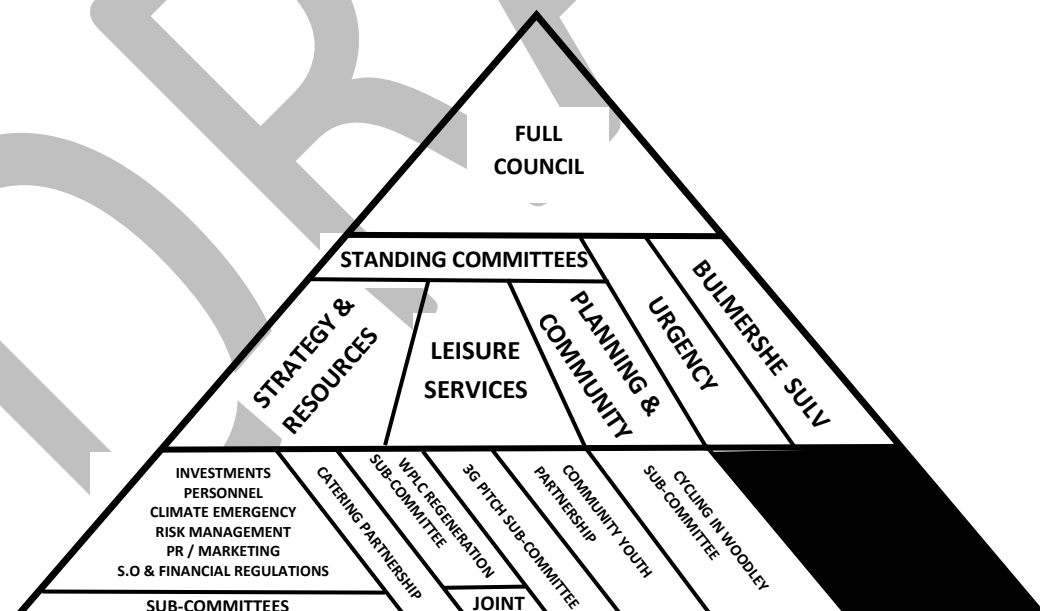 FULL
COUNCIL
STANDING COMMITTEES
STRATEGY &
RESOURCES
LEISURE
SERVICES
PLANNING &
COMMUNITY
URGENCY
BULMERSHE SULV
INVESTMENTS
PERSONNEL
CLIMATE EMERGENCY
RISK MANAGEMENT
PR / MARKETING
S.O & FINANCIAL REGULATIONS
SUB-COMMITTEES
CATERING PARTNERSHIP
WPLC REGENERATION
SUB-COMMITTEE
JOINT
3G PITCH SUB-COMMITTEE
COMMUNITY YOUTH
PARTNERSHIP
CYCLING IN WOODLEY
SUB-COMMITTEE